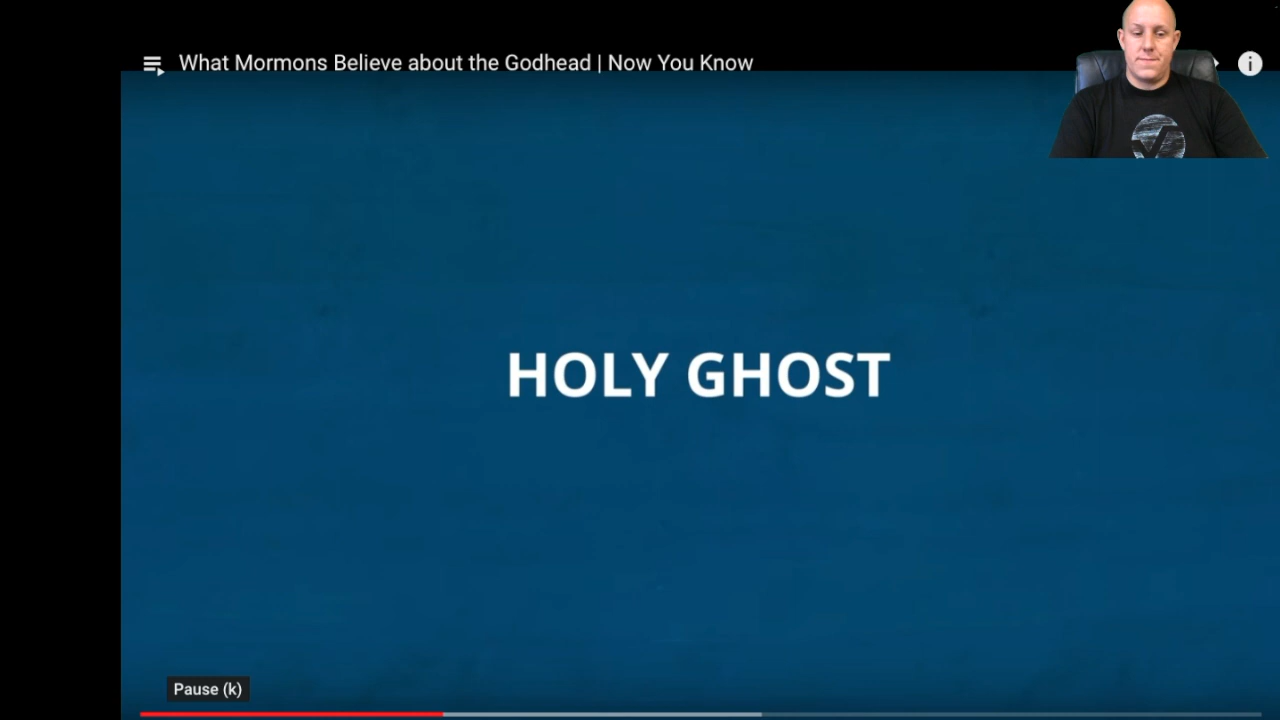 What Mormons Believe about the Godhead | Now You Know
HOLY GHOST
Pause (k)